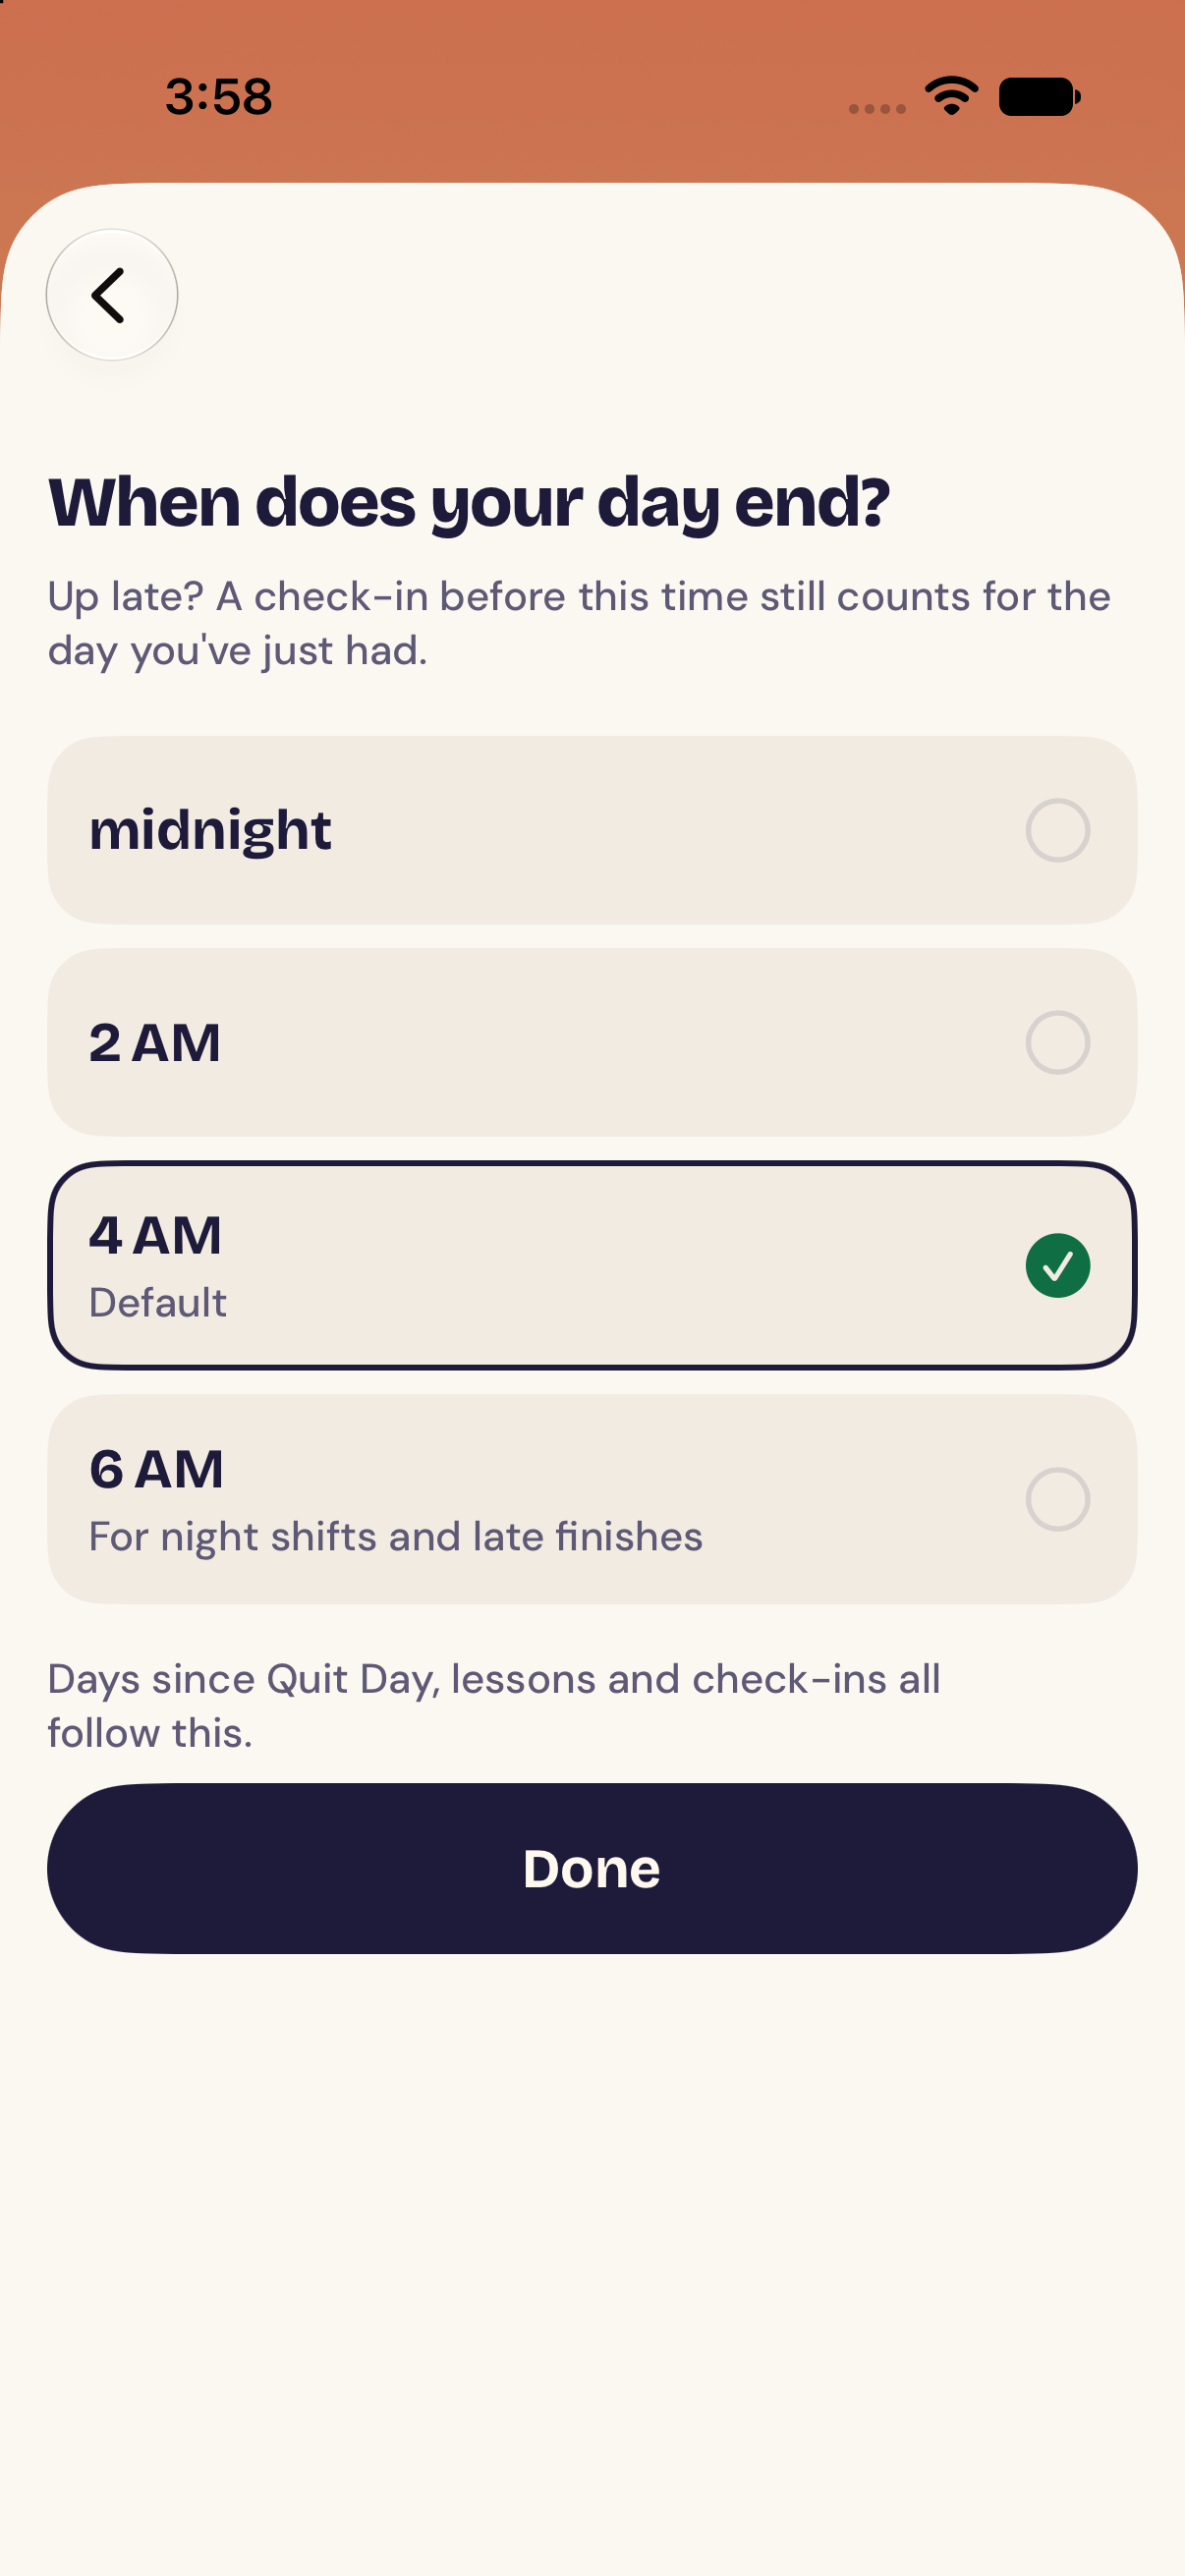 3:58
When does your day end?
Up late? A check-in before this time still counts for the
day you've just had.
midnight
2 AM
4 AM
Default
6 AM
For night shifts and late finishes
Days since Quit Day, lessons and check-ins all
follow this.
Done